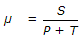 μ = S / (P + T)